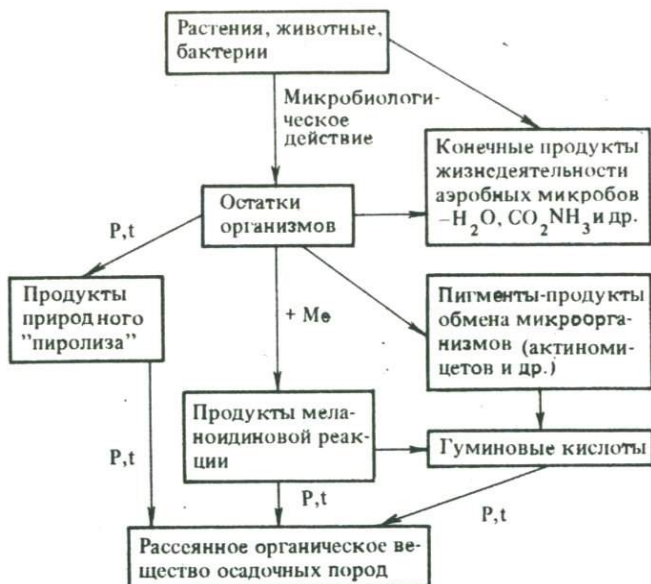 Растения, животные,
бактерии
Микробиологи-
ческое
действие
Конечные продукты
жизнедеятельности
аэробных микробов
–H₂O, CO₂NH₃ и др.
Остатки
организмов
P,t
Продукты
природного
"пиролиза"
+ Me
Пигменты-продукты
обмена микроорга-
низмов (актиноми-
цетов и др.)
Продукты мела-
ноидиновой реак-
ции
Гуминовые кислоты
P,t
P,t
P,t
Рассеянное органическое ве-
щество осадочных пород